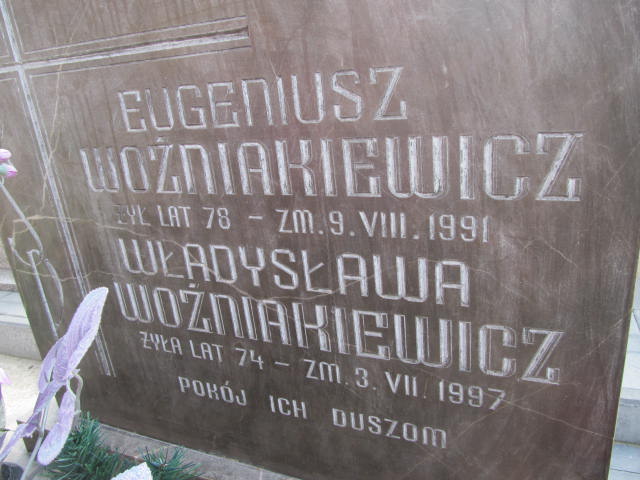 EUGENIUSZ
WOŹNIAKIEWICZ
ŻYŁ LAT 78 - ZM. 9. VIII. 1991
WŁADYSŁAWA
WOŹNIAKIEWICZ
ŻYŁA LAT 74 - ZM. 3. VII. 1997
POKÓJ ICH DUSZOM